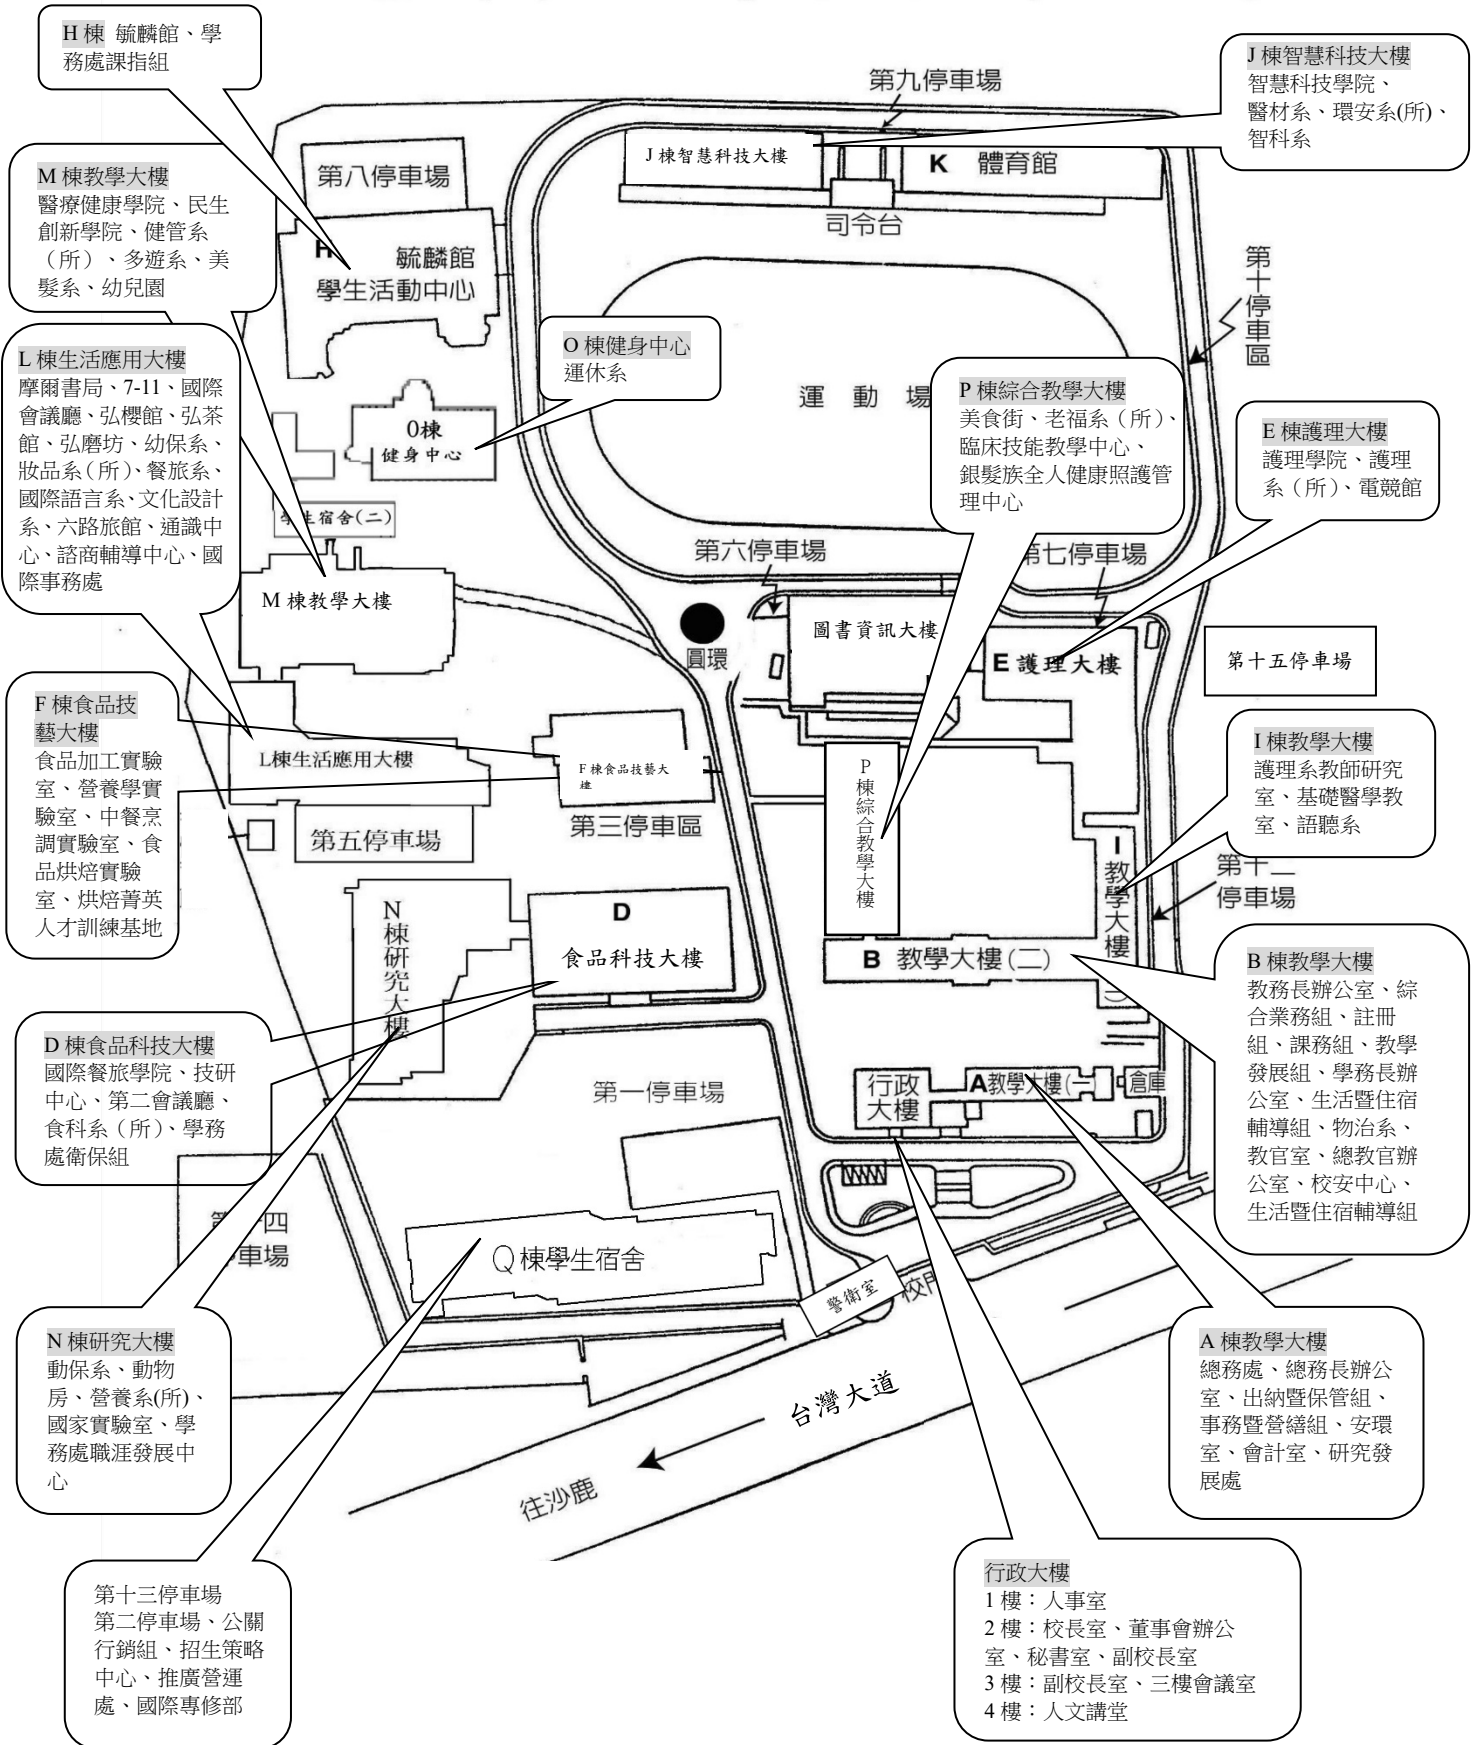 H 棟 毓麟館、學
務處課指組
J 棟智慧科技大樓
智慧科技學院、
醫材系、環安系(所)、
智科系
第九停車場
J 棟智慧科技大樓
K 體育館
司令台
第八停車場
M 棟教學大樓
醫療健康學院、民生
創新學院、健管系
（所）、多遊系、美
髮系、幼兒園
H 毓麟館
學生活動中心
第十停車區
L 棟生活應用大樓
摩爾書局、7-11、國際
會議廳、弘櫻館、弘茶
館、弘磨坊、幼保系、
妝品系（所）、餐旅系、
國際語言系、文化設計
系、六路旅館、通識中
心、諮商輔導中心、國
際事務處
O 棟健身中心
運休系
運動場
P 棟綜合教學大樓
美食街、老福系（所）、
臨床技能教學中心、
銀髮族全人健康照護管
理中心
E 棟護理大樓
護理學院、護理
系（所）、電競館
O棟
健身中心
學生宿舍(二)
第六停車場
第七停車場
M 棟教學大樓
圓環
圖書資訊大樓
E 護理大樓
第十五停車場
F 棟食品技
藝大樓
食品加工實驗
室、營養學實
驗室、中餐烹
調實驗室、食
品烘焙實驗
室、烘焙菁英
人才訓練基地
L棟生活應用大樓
F 棟食品技藝大
樓
第三停車區
第五停車場
P棟綜合教學大樓
I 棟教學大樓
護理系教師研究
室、基礎醫學教
室、語聽系
I 教學大樓(二)
第十二
停車場
N棟研究大樓
D
食品科技大樓
B 教學大樓(二)
B 棟教學大樓
教務長辦公室、綜
合業務組、註冊
組、課務組、教學
發展組、學務長辦
公室、生活暨住宿
輔導組、物治系、
教官室、總教官辦
公室、校安中心、
生活暨住宿輔導組
D 棟食品科技大樓
國際餐旅學院、技研
中心、第二會議廳、
食科系（所）、學務
處衛保組
第一停車場
行政
大樓
A教學大樓(一)
倉庫
四
停車場
Q 棟學生宿舍
警衛室
校門
N 棟研究大樓
動保系、動物
房、營養系(所)、
國家實驗室、學
務處職涯發展中
心
台灣大道
往沙鹿
A 棟教學大樓
總務處、總務長辦公
室、出納暨保管組、
事務暨營繕組、安環
室、會計室、研究發
展處
第十三停車場
第二停車場、公關
行銷組、招生策略
中心、推廣營運
處、國際專修部
行政大樓
1 樓：人事室
2 樓：校長室、董事會辦公
室、秘書室、副校長室
3 樓：副校長室、三樓會議室
4 樓：人文講堂